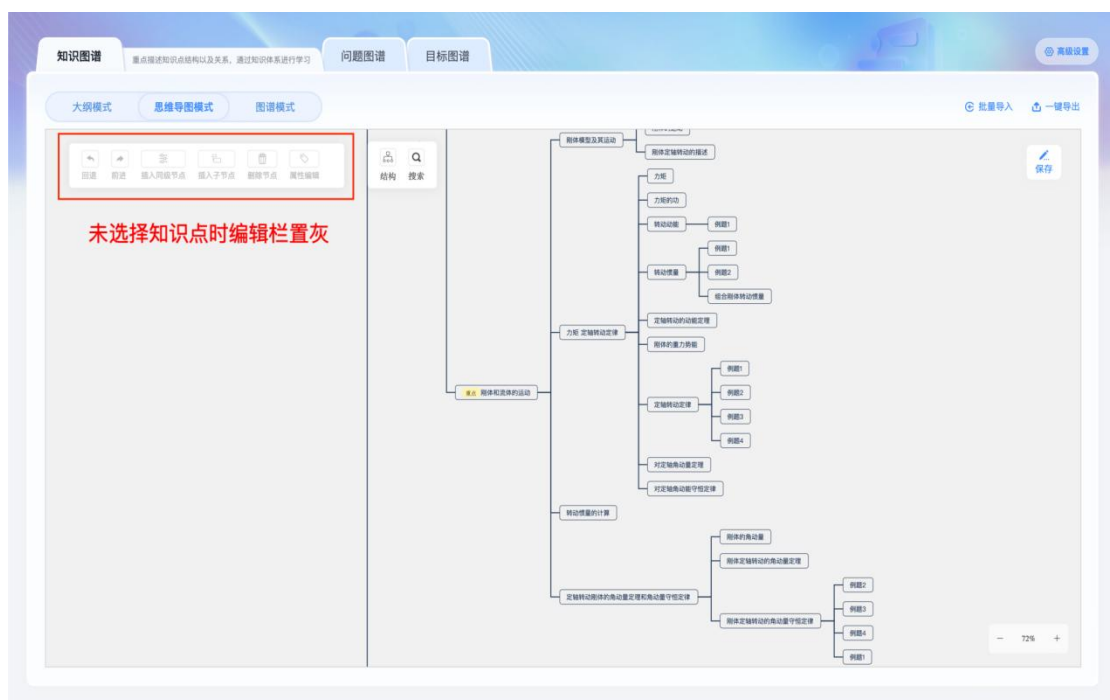 知识图谱
重点描述知识点结构以及关系，通过知识体系进行学习
问题图谱
目标图谱
高级设置
大纲模式
思维导图模式
图谱模式
批量导入
一键导出
回退
前进
插入同级节点
插入子节点
删除节点
属性编辑
结构
搜索
保存
未选择知识点时编辑栏置灰
刚体模型及其运动
刚体定轴转动的描述
力矩
力矩的功
转动动能
例题1
例题1
转动惯量
例题2
组合刚体转动惯量
定轴转动的动能定理
力矩 定轴转动定律
刚体的重力势能
例题1
重点 刚体和流体的运动
例题2
定轴转动定律
例题3
例题4
对定轴角动量定理
对定轴角动能守恒定律
转动惯量的计算
刚体的角动量
刚体定轴转动的角动量定理
例题2
定轴转动刚体的角动量定理和角动量守恒定律
例题3
刚体定轴转动的角动量守恒定律
例题4
例题1
− 72% +